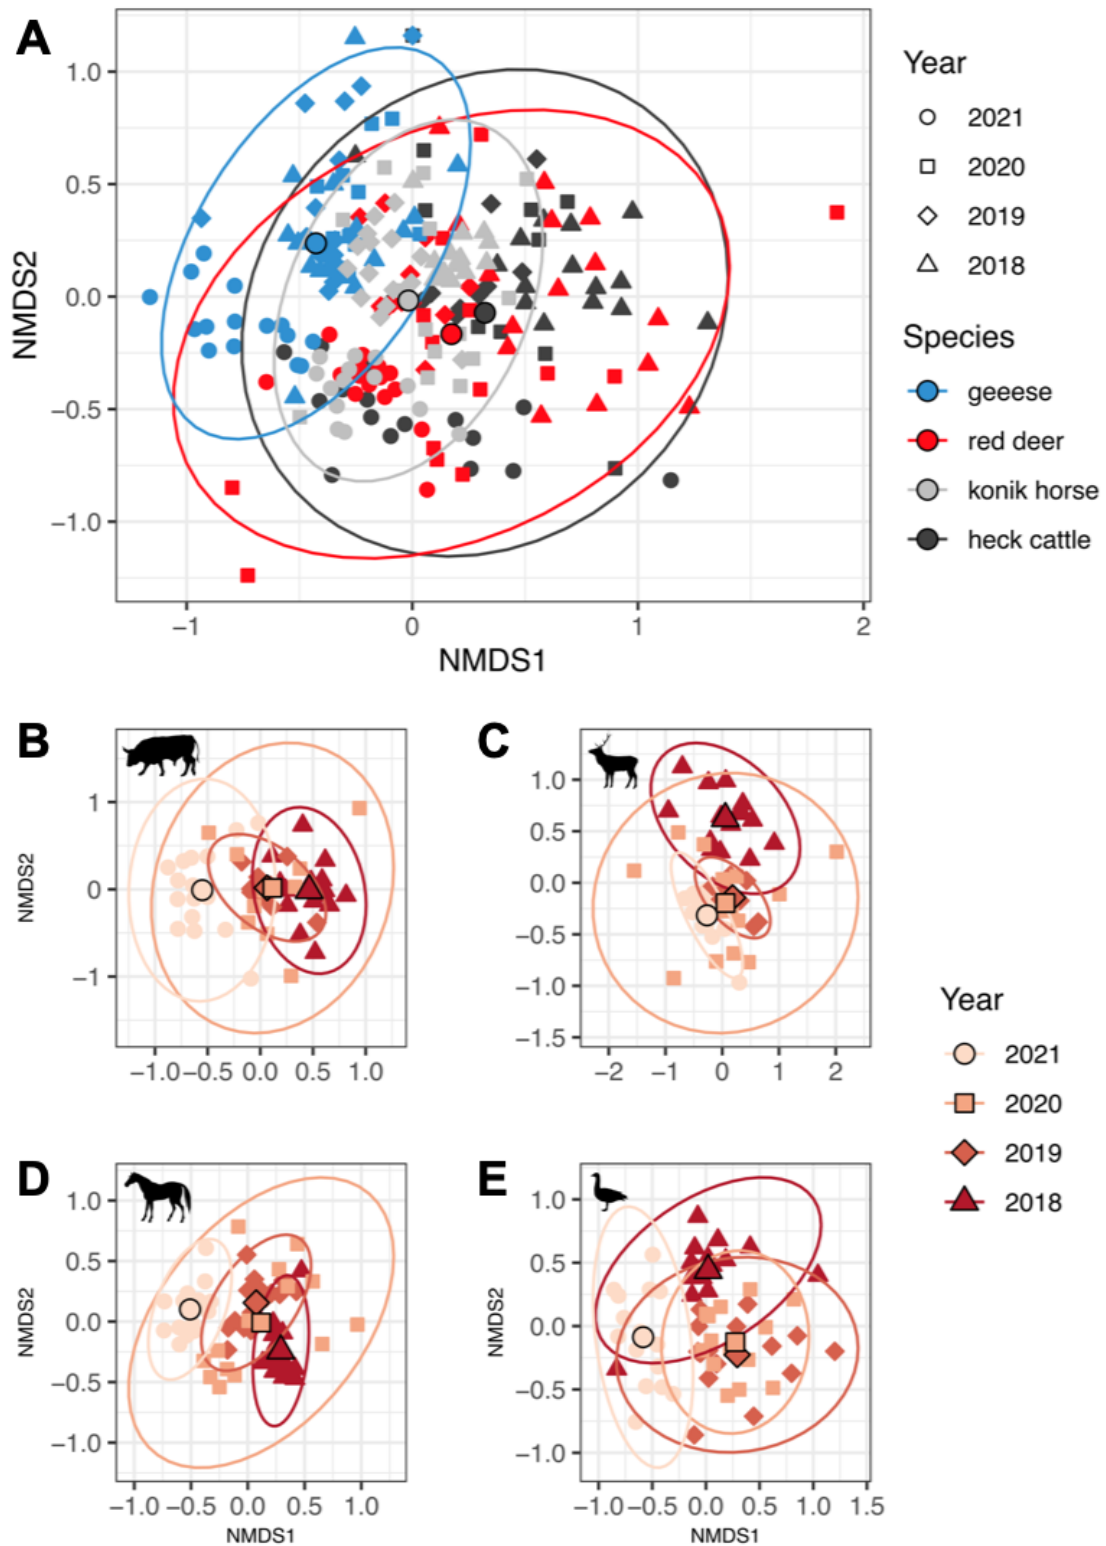 A
1.0
0.5
0.0
−0.5
−1.0
NMDS2
−1 0 1 2
NMDS1
Year
2021
2020
2019
2018
Species
geeese
red deer
konik horse
heck cattle
B
1
0
−1
NMDS2
−1.0 −0.5 0.0 0.5 1.0
C
1.0
0.5
0.0
−0.5
−1.0
−1.5
−2 −1 0 1 2
D
1.0
0.5
0.0
−0.5
−1.0
NMDS2
−1.0 −0.5 0.0 0.5 1.0
NMDS1
E
1.0
0.5
0.0
−0.5
−1.0
NMDS2
−1.0 −0.5 0.0 0.5 1.0 1.5
NMDS1
Year
2021
2020
2019
2018